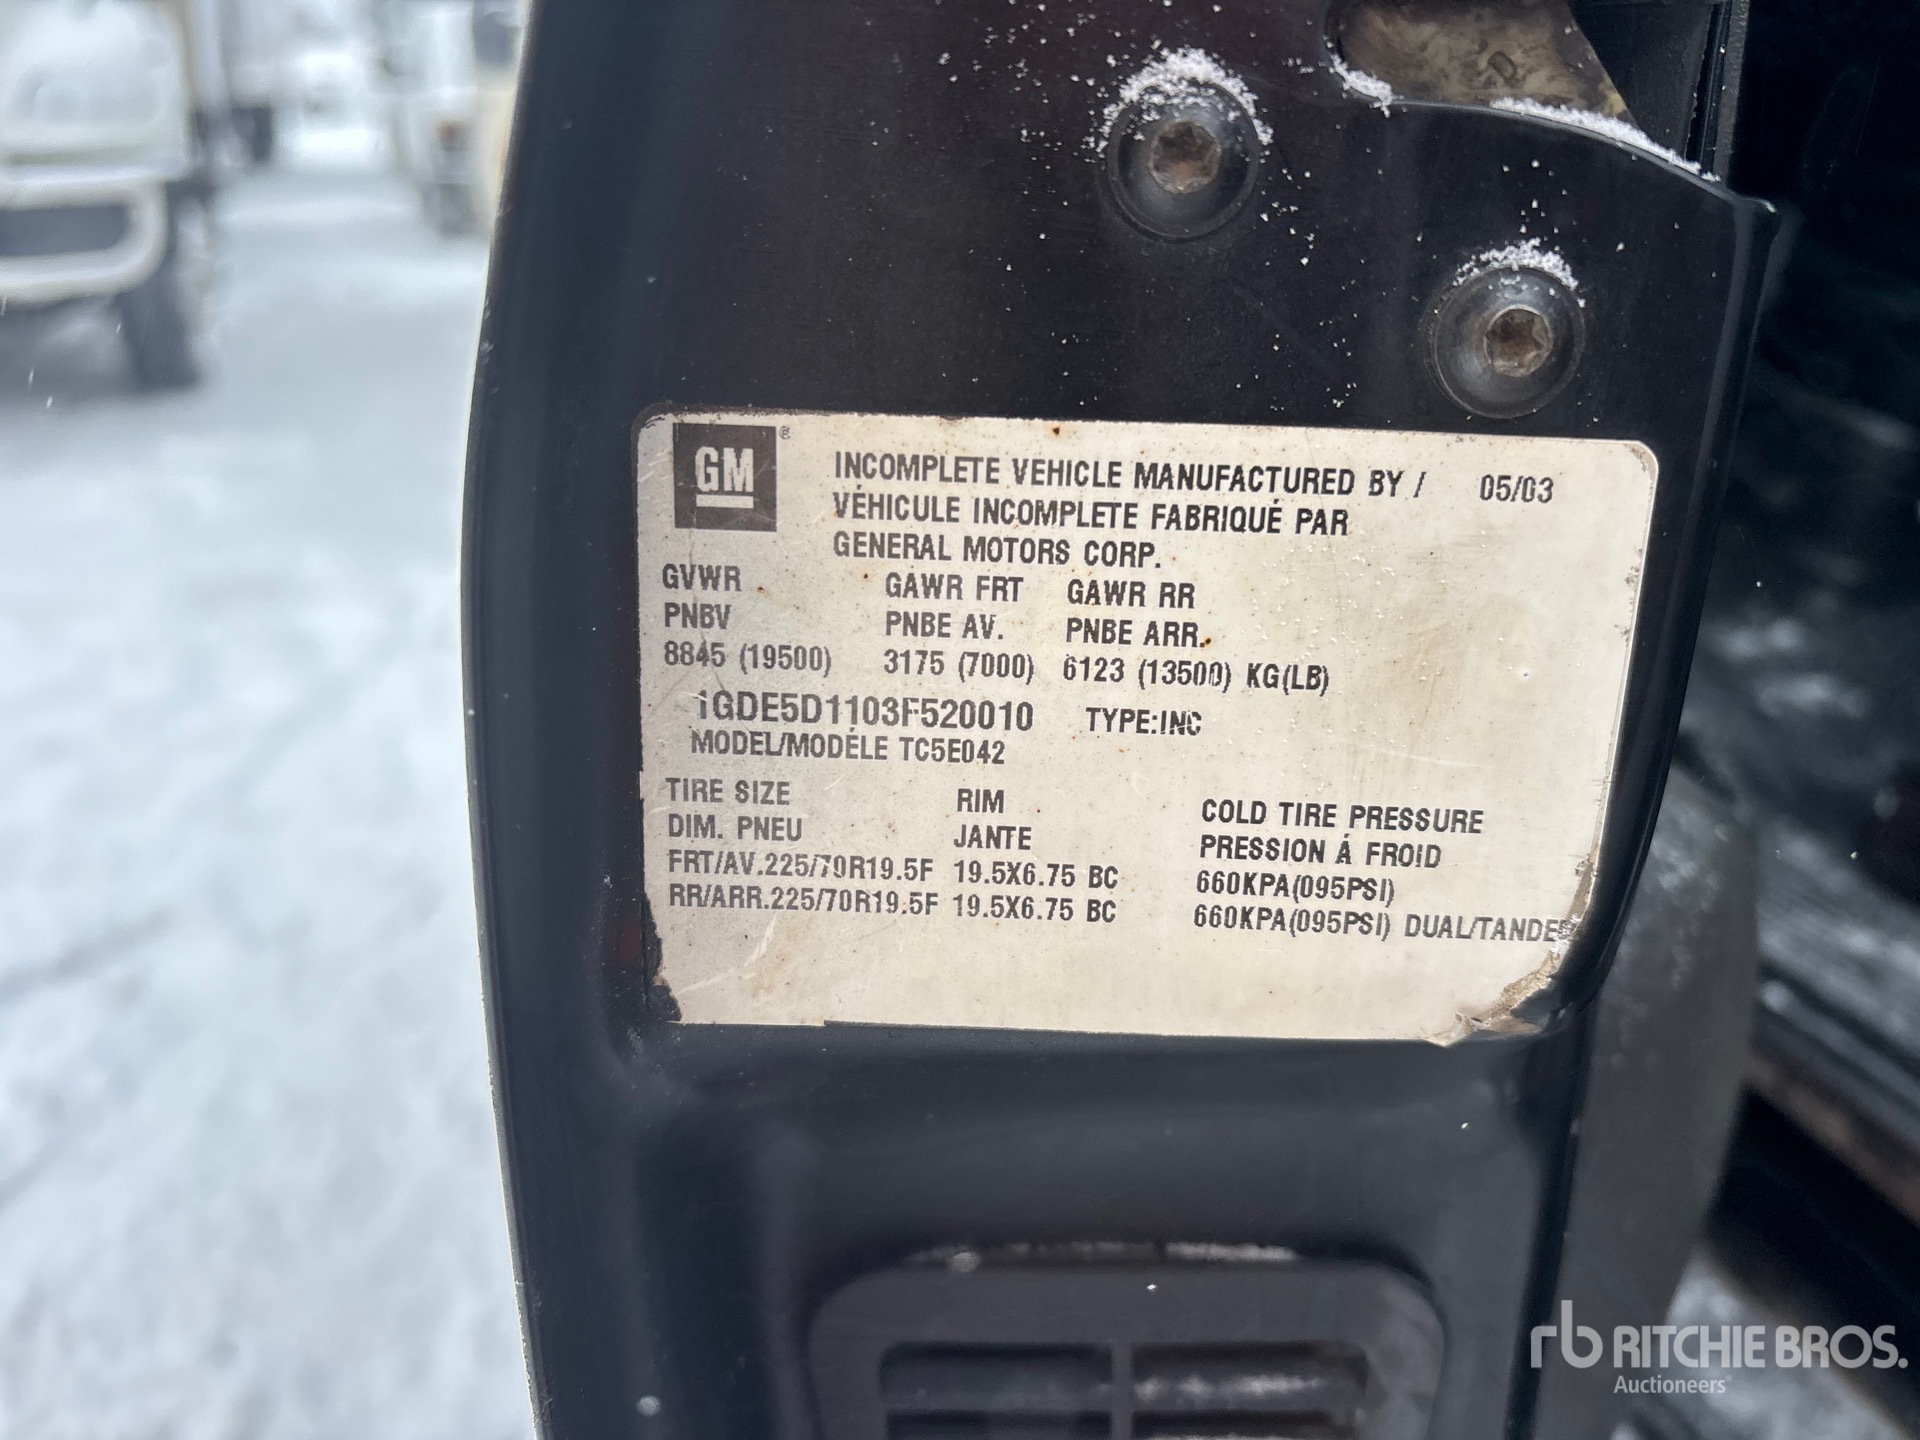 GM®
INCOMPLETE VEHICLE MANUFACTURED BY / 05/03
VÉHICULE INCOMPLETE FABRIQUÉ PAR
GENERAL MOTORS CORP.
GVWR GAWR FRT GAWR RR
PNBV PNBE AV. PNBE ARR.
8845 (19500) 3175 (7000) 6123 (13500) KG(LB)
1GDE5D1103F520010 TYPE:INC
MODEL/MODÈLE TC5E042
TIRE SIZE RIM COLD TIRE PRESSURE
DIM. PNEU JANTE PRESSION À FROID
FRT/AV.225/70R19.5F 19.5X6.75 BC 660KPA(095PSI)
RR/ARR.225/70R19.5F 19.5X6.75 BC 660KPA(095PSI) DUAL/TANDE
rb RITCHIE BROS.
Auctioneers